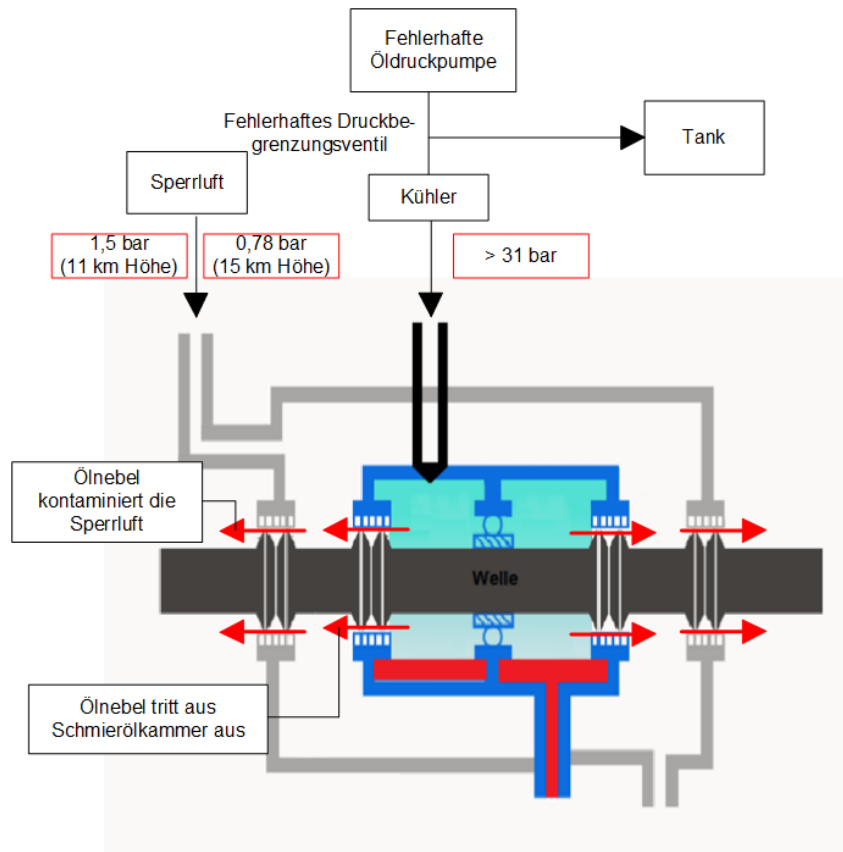 Fehlerhafte
Öldruckpumpe
Fehlerhaftes Druckbe-
grenzungsventil
Tank
Sperrluft
Kühler
1,5 bar
(11 km Höhe)
0,78 bar
(15 km Höhe)
> 31 bar
Ölnebel
kontaminiert die
Sperrluft
Welle
Ölnebel tritt aus
Schmierölkammer aus